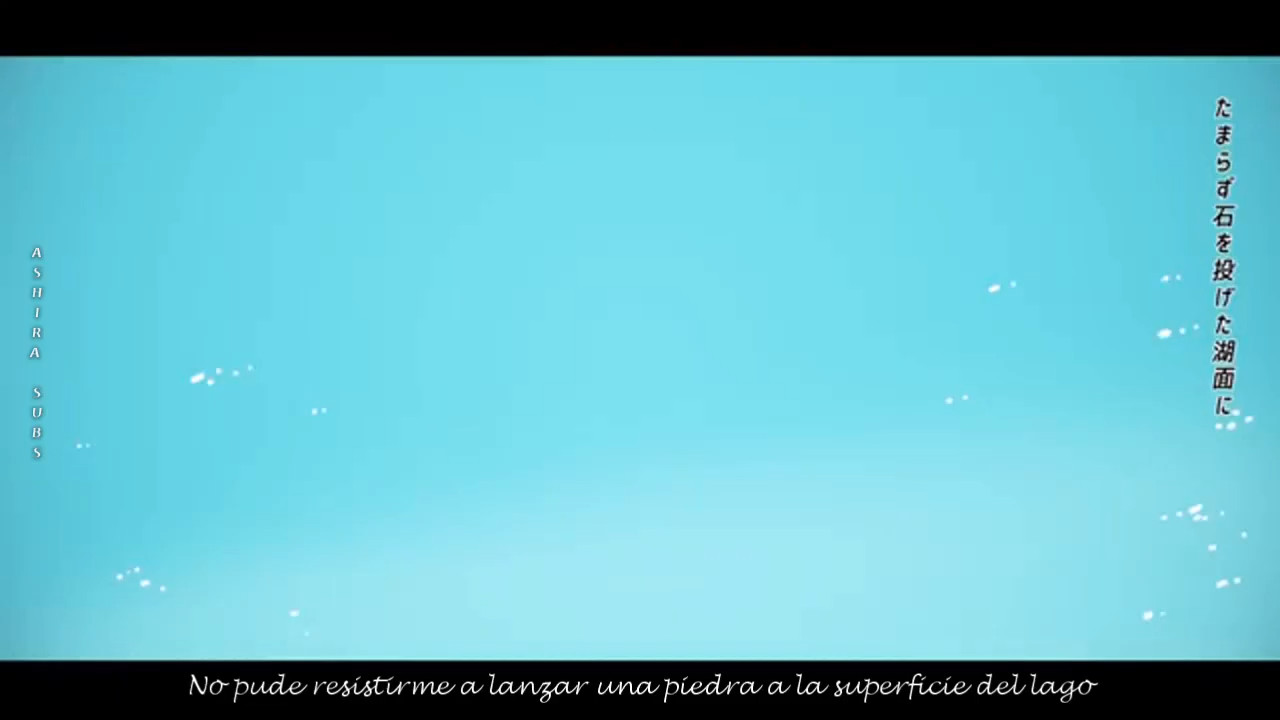 たまらず石を投げた湖面に
ASHIRA SUBS
No pude resistirme a lanzar una piedra a la superficie del lago